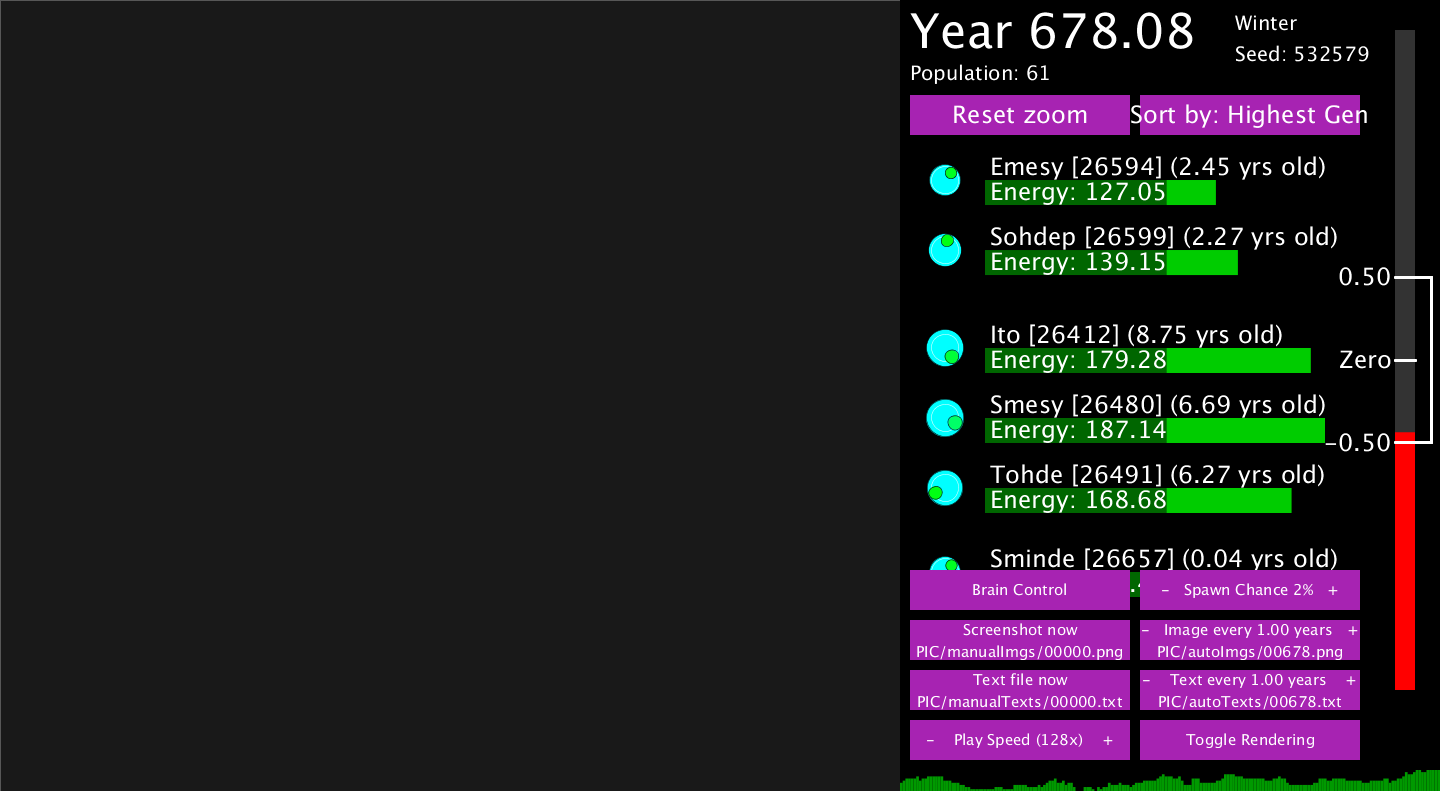 Year 678.08
Winter
Seed: 532579
Population: 61
Reset zoom
Sort by: Highest Gen
Emesy [26594] (2.45 yrs old)
Energy: 127.05
Sohdep [26599] (2.27 yrs old)
Energy: 139.15
0.50
Ito [26412] (8.75 yrs old)
Energy: 179.28
Zero
Smesy [26480] (6.69 yrs old)
Energy: 187.14
-0.50
Tohde [26491] (6.27 yrs old)
Energy: 168.68
Sminde [26657] (0.04 yrs old)
Brain Control
- Spawn Chance 2% +
Screenshot now
PIC/manualImgs/00000.png
- Image every 1.00 years +
PIC/autoImgs/00678.png
Text file now
PIC/manualTexts/00000.txt
- Text every 1.00 years +
PIC/autoTexts/00678.txt
- Play Speed (128x) +
Toggle Rendering